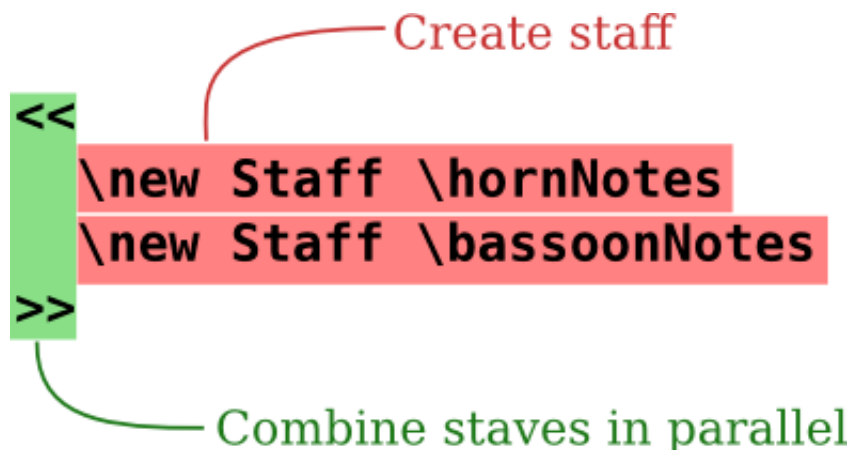 Create staff
<<
\new Staff \hornNotes
\new Staff \bassoonNotes
>>
Combine staves in parallel